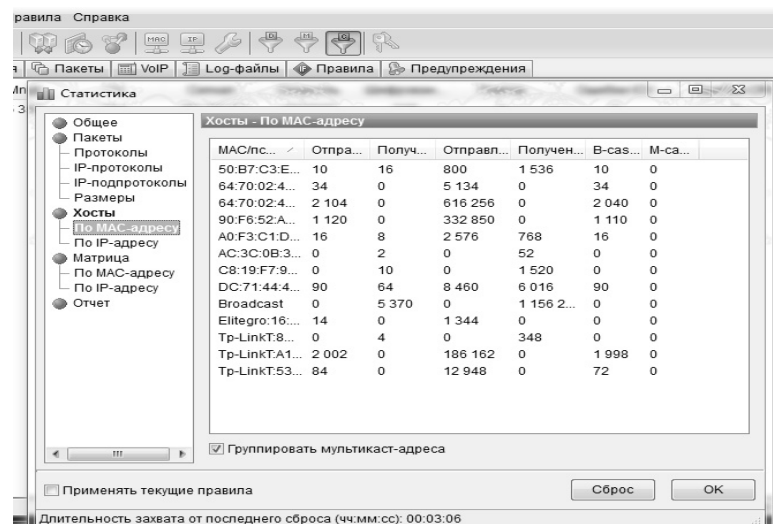 равила Справка
MAC IP D M C
Пакеты VoIP Log-файлы Правила Предупреждения
Статистика
Общее
Пакеты
Протоколы
IP-протоколы
IP-подпротоколы
Размеры
Хосты
По MAC-адресу
По IP-адресу
Матрица
По MAC-адресу
По IP-адресу
Отчет
Хосты - По MAC-адресу
MAC/пс... Отпра... Получ... Отправл... Получен... B-cas... M-ca...
50:B7:C3:E... 10 16 800 1 536 10 0
64:70:02:4... 34 0 5 134 0 34 0
64:70:02:4... 2 104 0 616 256 0 2 040 0
90:F6:52:A... 1 120 0 332 850 0 1 110 0
A0:F3:C1:D... 16 8 2 576 768 16 0
AC:3C:0B:3... 0 2 0 52 0 0
C8:19:F7:9... 0 10 0 1 520 0 0
DC:71:44:4... 90 64 8 460 6 016 90 0
Broadcast 0 5 370 0 1 156 2... 0 0
Elitegro:16:... 14 0 1 344 0 0 0
Tp-LinkT:8... 0 4 0 348 0 0
Tp-LinkT:A1... 2 002 0 186 162 0 1 998 0
Tp-LinkT:53... 84 0 12 948 0 72 0
Группировать мультикаст-адреса
Применять текущие правила
Сброс OK
Длительность захвата от последнего сброса (чч:мм:сс): 00:03:06